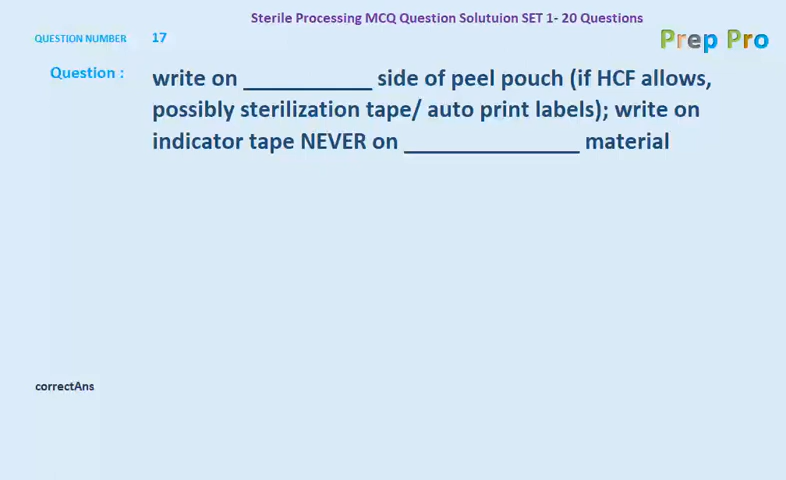 Sterile Processing MCQ Question Solutuion SET 1- 20 Questions
Prep Pro
QUESTION NUMBER 17
Question : write on ____________ side of peel pouch (if HCF allows,
possibly sterilization tape/ auto print labels); write on
indicator tape NEVER on ________________ material
correctAns